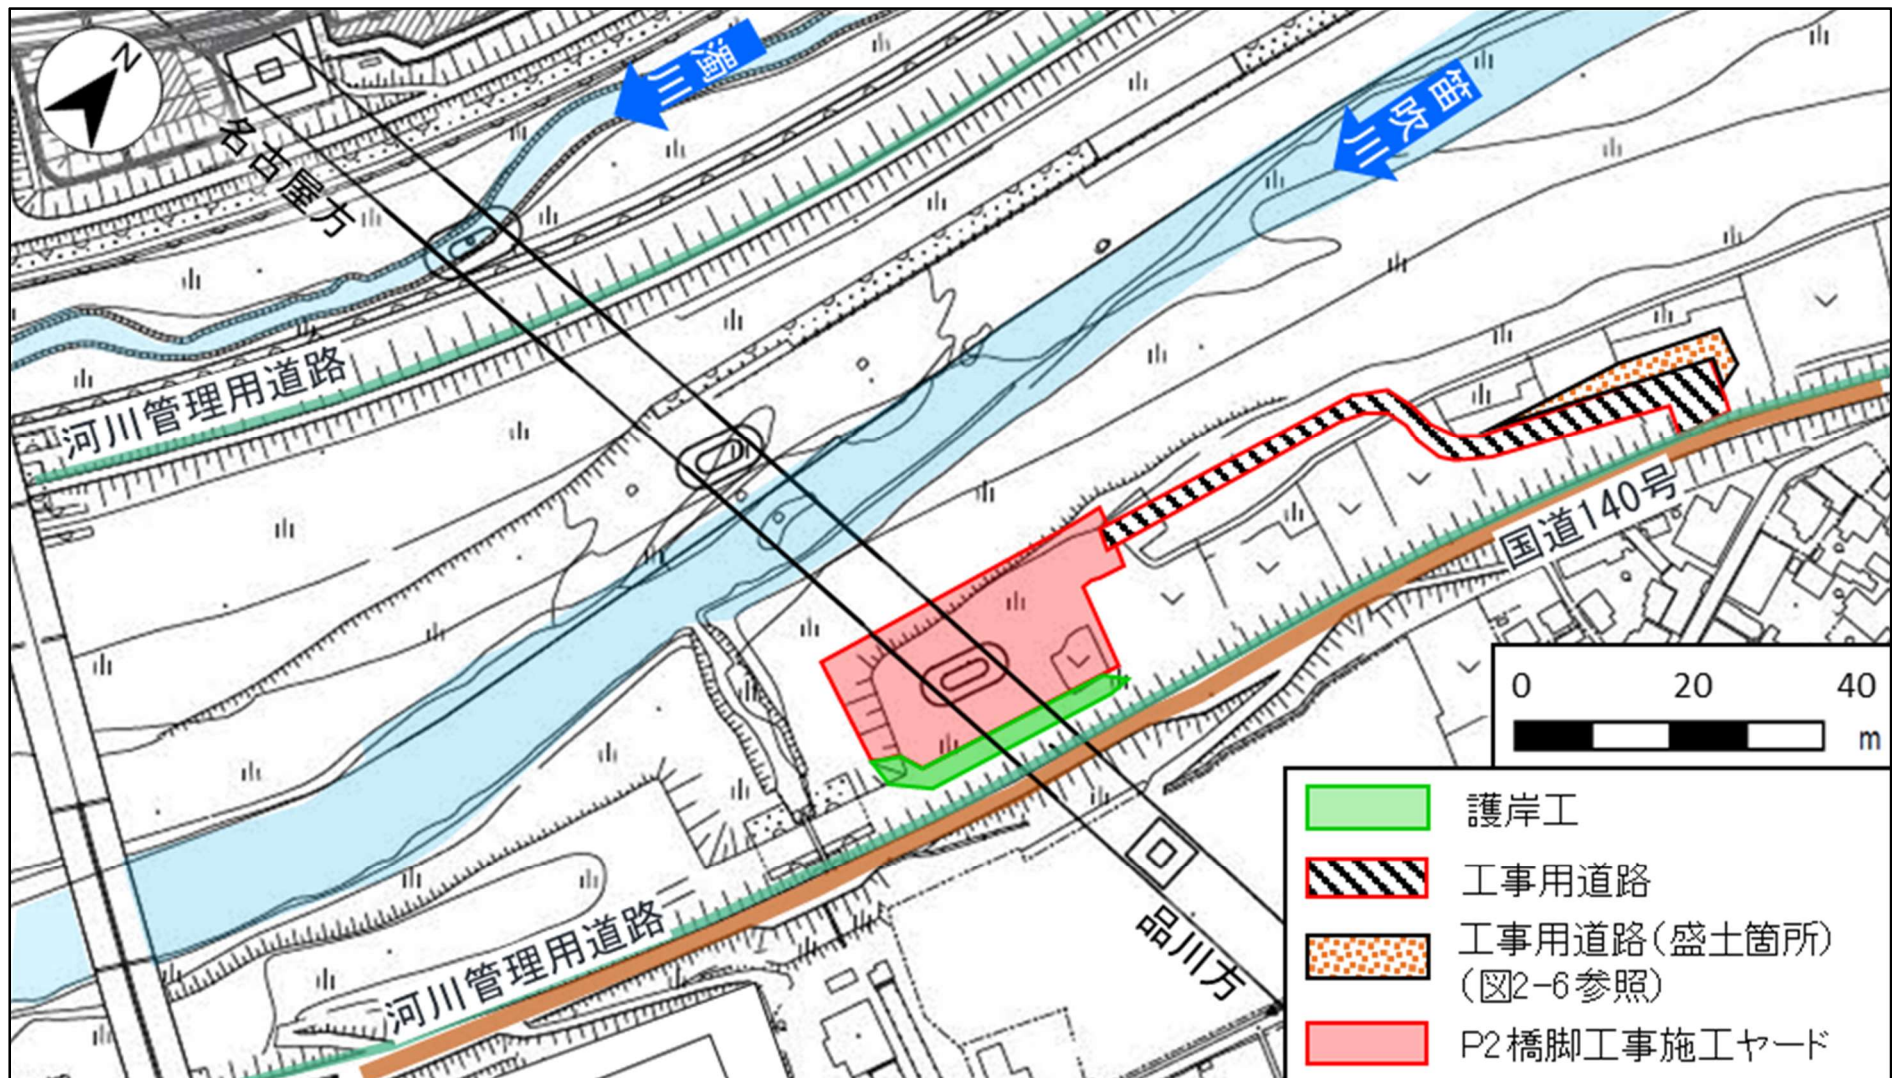 N
濁川
笛吹川
名古屋方
河川管理用道路
国道140号
0 20 40
m
護岸工
工事用道路
工事用道路(盛土箇所)
(図2-6参照)
P2橋脚工事施工ヤード
品川方
河川管理用道路